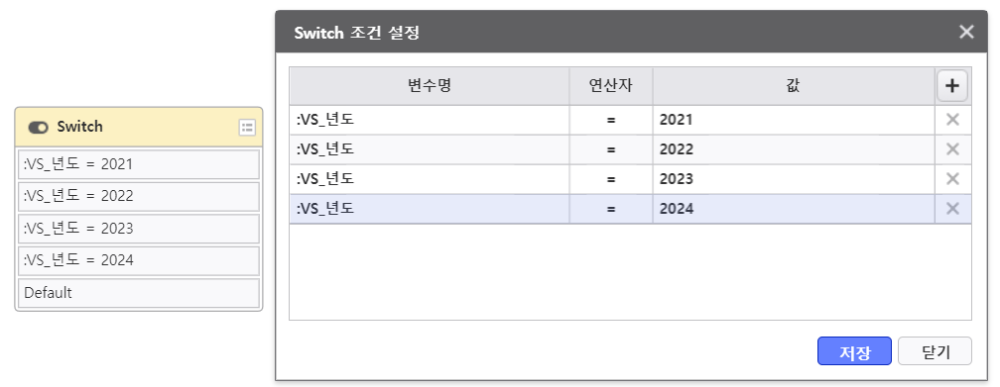 Switch
:VS_년도 = 2021
:VS_년도 = 2022
:VS_년도 = 2023
:VS_년도 = 2024
Default
Switch 조건 설정
변수명 연산자 값
:VS_년도 = 2021
:VS_년도 = 2022
:VS_년도 = 2023
:VS_년도 = 2024
저장 닫기